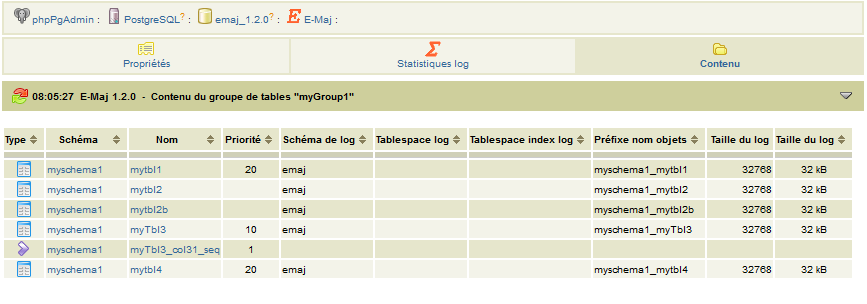 phpPgAdmin : PostgreSQL? : emaj_1.2.0? : E-Maj :
Propriétés Statistiques log Contenu
08:05:27 E-Maj 1.2.0 - Contenu du groupe de tables "myGroup1"
Type Schéma Nom Priorité Schéma de log Tablespace log Tablespace index log Préfixe nom objets Taille du log Taille du log
myschema1 mytbl1 20 emaj myschema1_mytbl1 32768 32 kB
myschema1 mytbl2 emaj myschema1_mytbl2 32768 32 kB
myschema1 mytbl2b emaj myschema1_mytbl2b 32768 32 kB
myschema1 myTbl3 10 emaj myschema1_myTbl3 32768 32 kB
myschema1 myTbl3_col31_seq 1
myschema1 mytbl4 20 emaj myschema1_mytbl4 32768 32 kB